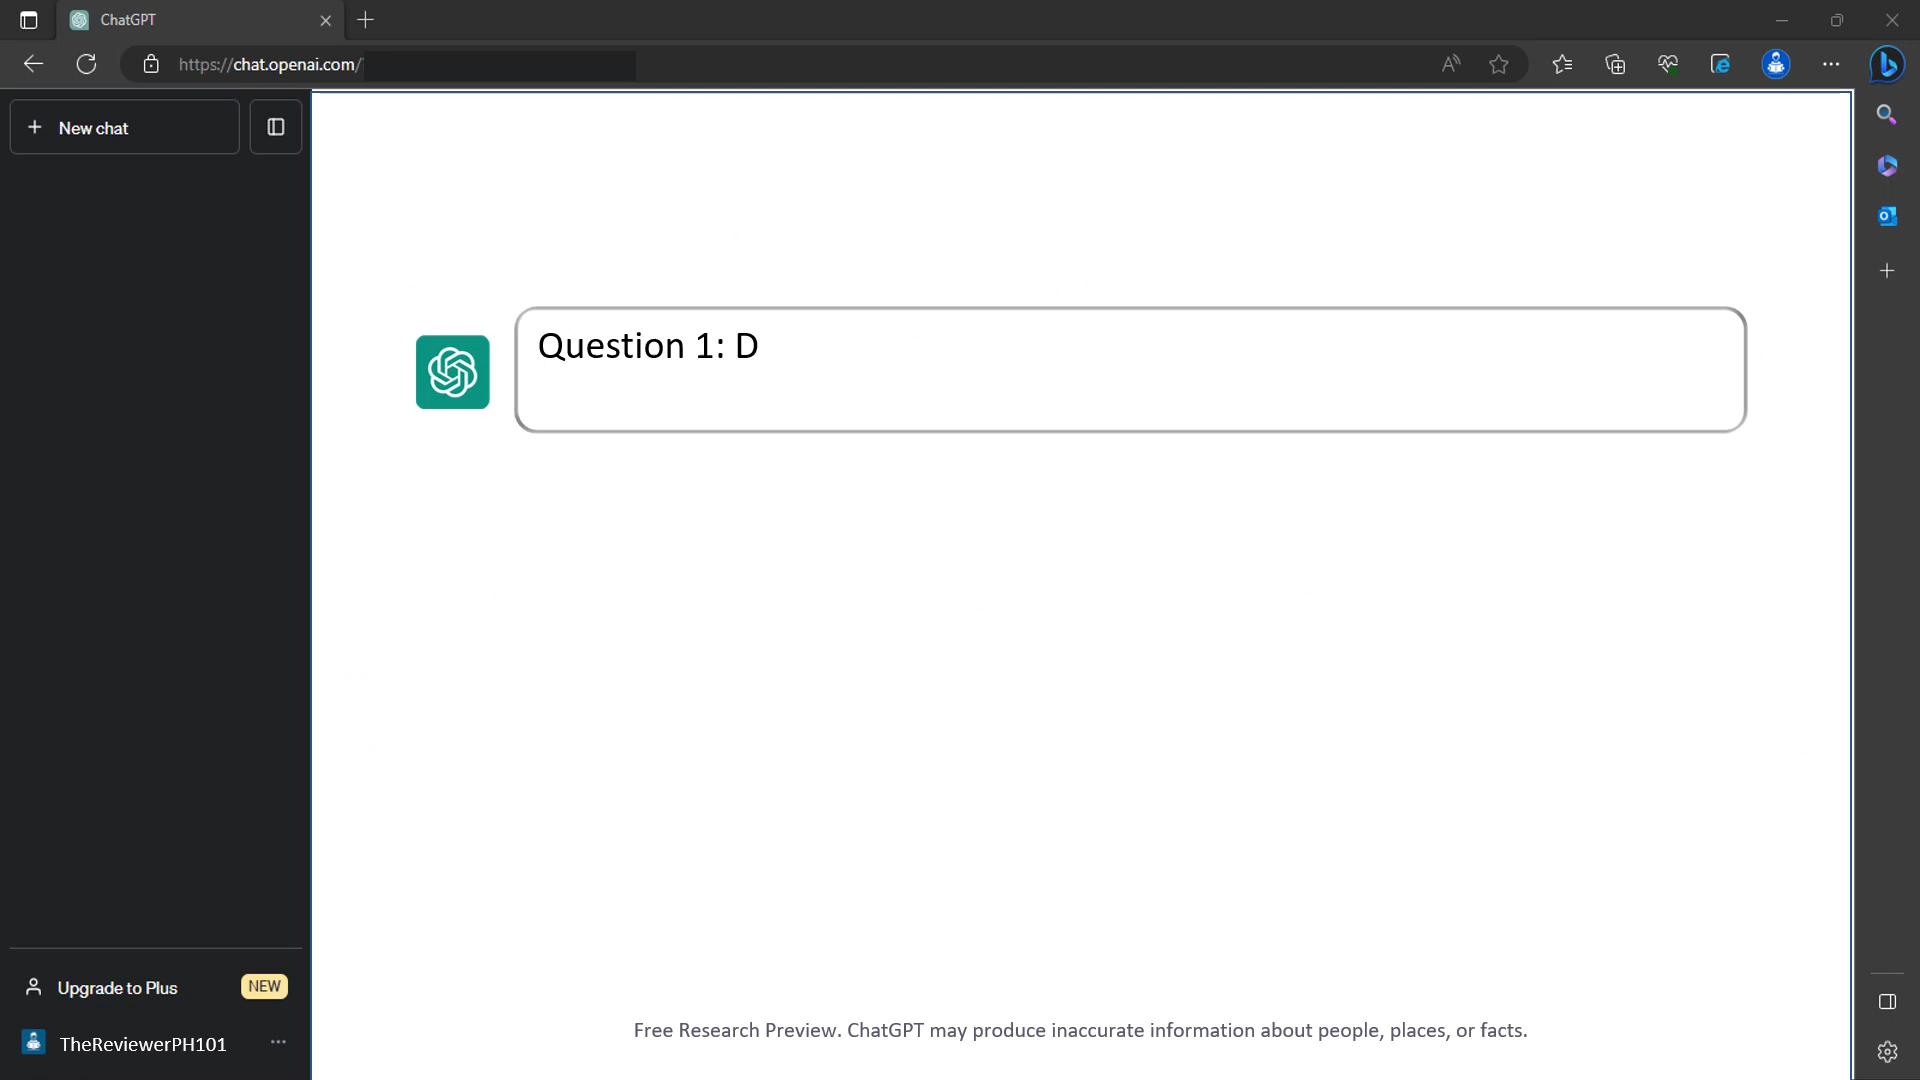 ChatGPT
https://chat.openai.com/
New chat
Question 1: D
Upgrade to Plus NEW
TheReviewerPH101
Free Research Preview. ChatGPT may produce inaccurate information about people, places, or facts.